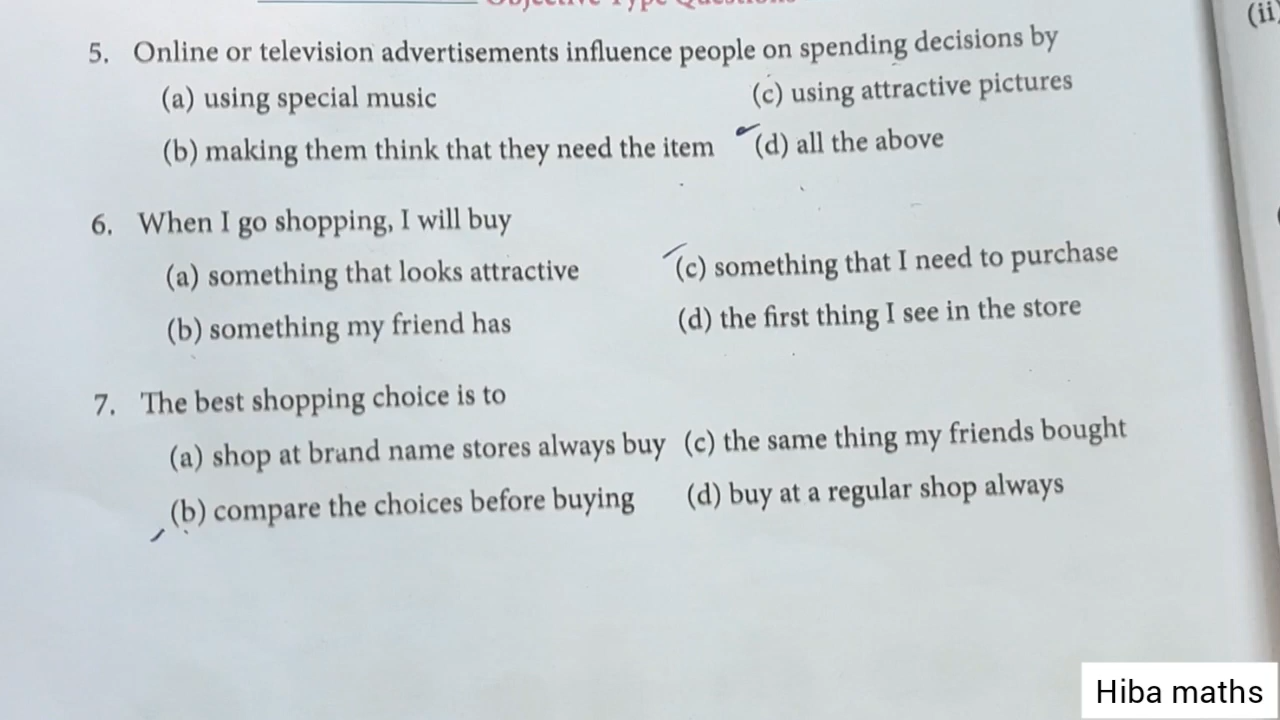 Objective Type Questions
(ii)
5. Online or television advertisements influence people on spending decisions by
(a) using special music (c) using attractive pictures
(b) making them think that they need the item (d) all the above
6. When I go shopping, I will buy
(a) something that looks attractive (c) something that I need to purchase
(b) something my friend has (d) the first thing I see in the store
7. The best shopping choice is to
(a) shop at brand name stores always buy (c) the same thing my friends bought
(b) compare the choices before buying (d) buy at a regular shop always
Hiba maths